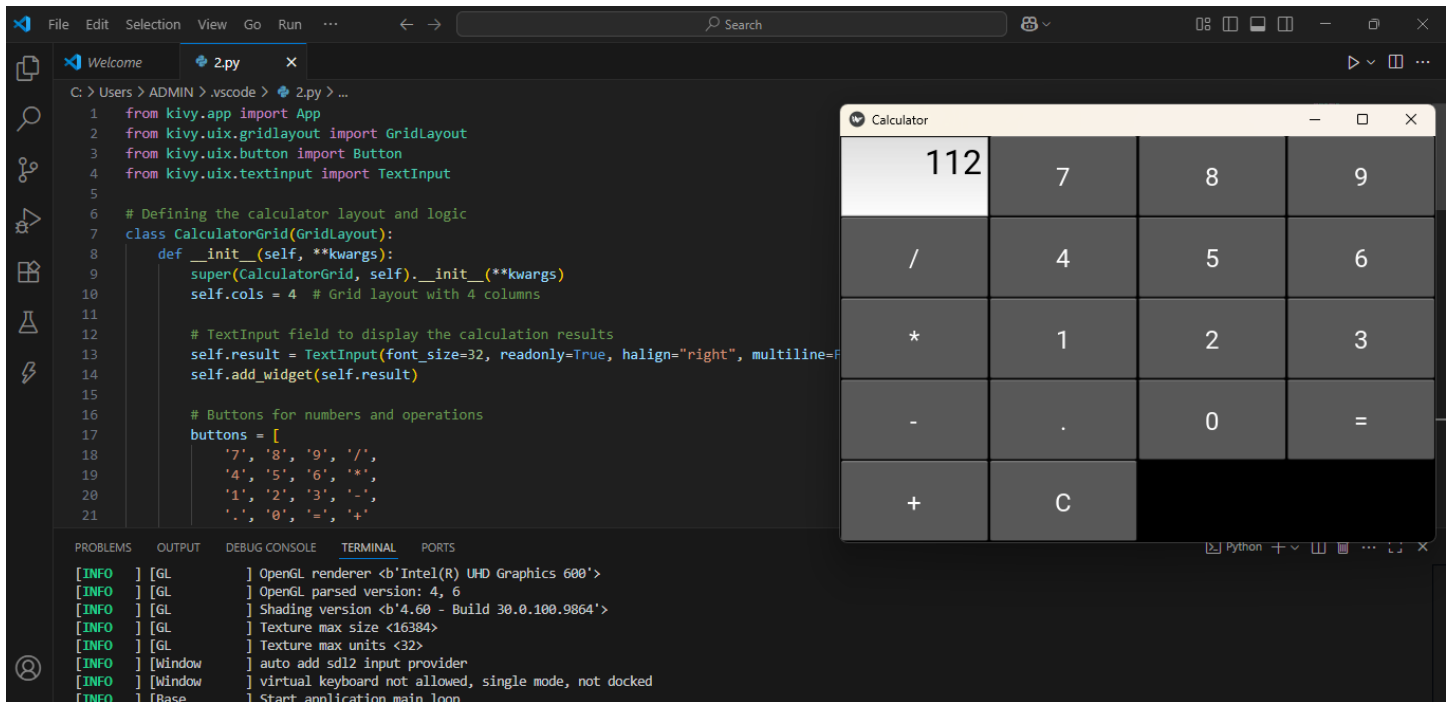 File Edit Selection View Go Run ··· Search
Welcome 2.py
C: > Users > ADMIN > .vscode > 2.py > ...
1 from kivy.app import App
2 from kivy.uix.gridlayout import GridLayout
3 from kivy.uix.button import Button
4 from kivy.uix.textinput import TextInput
5
6 # Defining the calculator layout and logic
7 class CalculatorGrid(GridLayout):
8 def __init__(self, **kwargs):
9 super(CalculatorGrid, self).__init__(**kwargs)
10 self.cols = 4 # Grid layout with 4 columns
11
12 # TextInput field to display the calculation results
13 self.result = TextInput(font_size=32, readonly=True, halign="right", multiline=
14 self.add_widget(self.result)
15
16 # Buttons for numbers and operations
17 buttons = [
18 '7', '8', '9', '/',
19 '4', '5', '6', '*',
20 '1', '2', '3', '-',
21 '.', '0', '=', '+'
Calculator
112 7 8 9
/ 4 5 6
* 1 2 3
- . 0 =
+ C
PROBLEMS OUTPUT DEBUG CONSOLE TERMINAL PORTS Python
[INFO ] [GL ] OpenGL renderer <b'Intel(R) UHD Graphics 600'>
[INFO ] [GL ] OpenGL parsed version: 4, 6
[INFO ] [GL ] Shading version <b'4.60 - Build 30.0.100.9864'>
[INFO ] [GL ] Texture max size <16384>
[INFO ] [GL ] Texture max units <32>
[INFO ] [Window ] auto add sdl2 input provider
[INFO ] [Window ] virtual keyboard not allowed, single mode, not docked
[INFO ] [Base ] Start application main loop